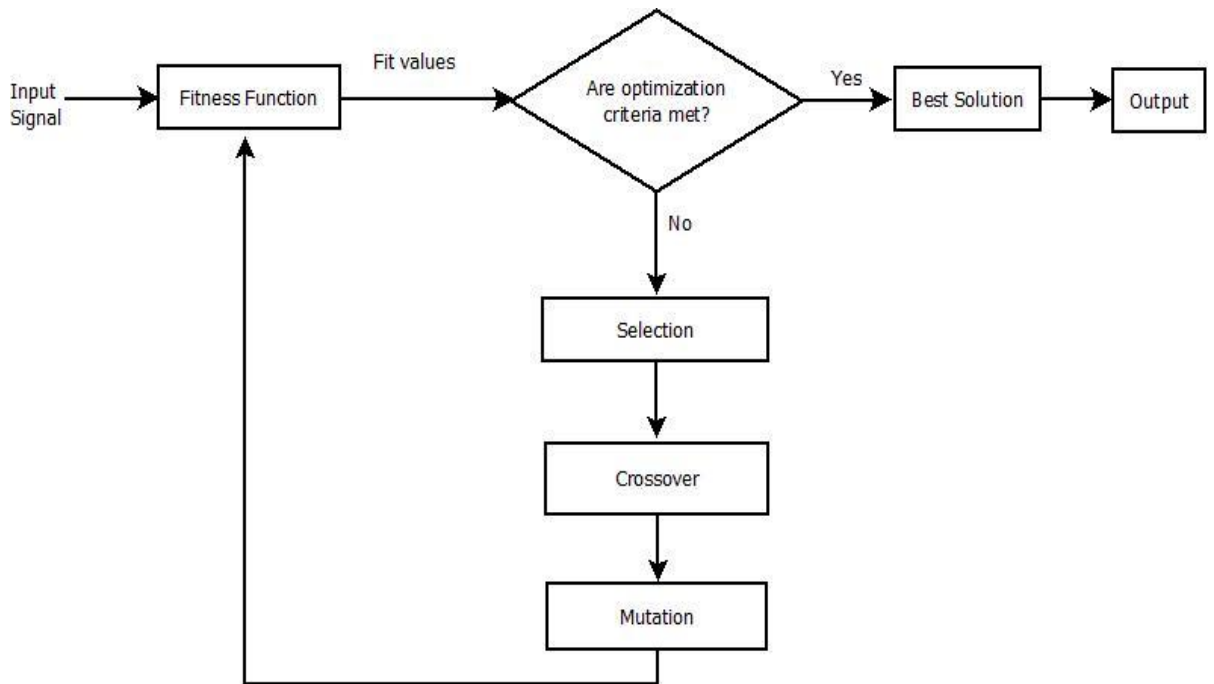 Input
Signal
Fitness Function
Fit values
Are optimization
criteria met?
Yes
Best Solution
Output
No
Selection
Crossover
Mutation